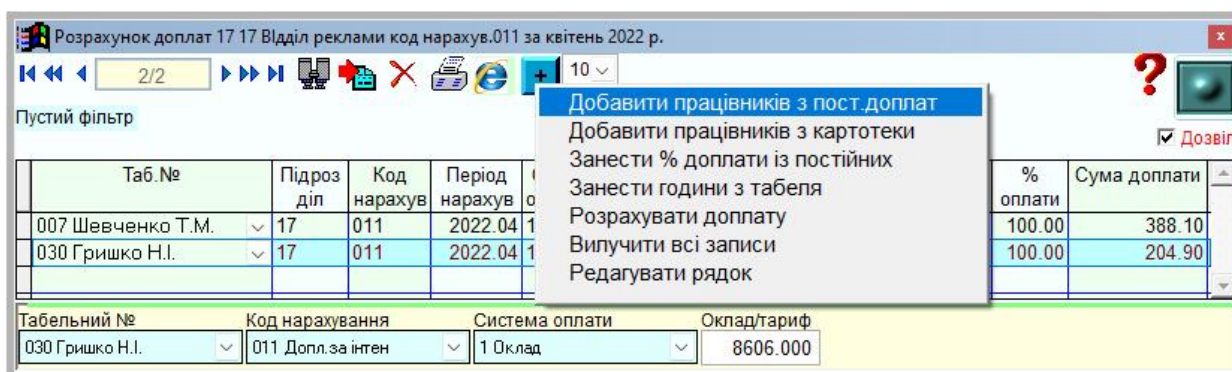 Розрахунок доплат 17 17 Відділ реклами код нарахув.011 за квітень 2022 р.
2/2
10
Пустий фільтр
Дозвіл
Добавити працівників з пост.доплат
Добавити працівників з картотеки
Занести % доплати із постійних
Занести години з табеля
Розрахувати доплату
Вилучити всі записи
Редагувати рядок
Таб.№ Підроз діл Код нарахув Період нарахув % оплати Сума доплати
007 Шевченко Т.М. 17 011 2022.04 1 100.00 388.10
030 Гришко Н.І. 17 011 2022.04 1 100.00 204.90
Табельний № Код нарахування Система оплати Оклад/тариф
030 Гришко Н.І. 011 Допл.за інтен 1 Оклад 8606.000